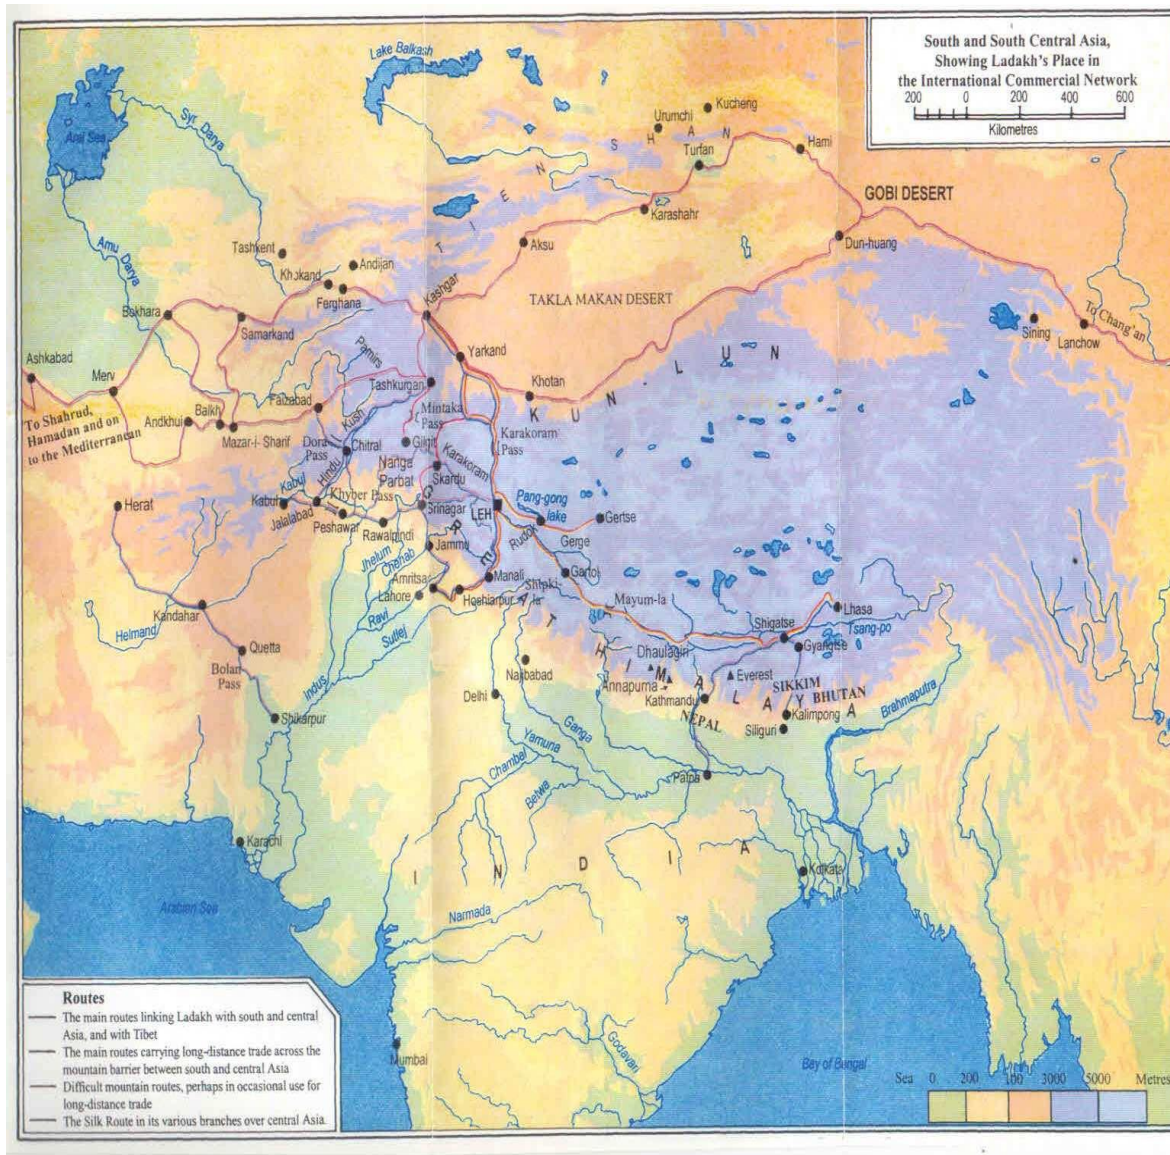 South and South Central Asia,
Showing Ladakh's Place in
the International Commercial Network
200 0 200 440 600
Kilometres
Lake Balkash
Aral Sea
Syr. Darya
Kucheng
Urumchi
T I E N S H A N
Turfan
Hami
GOBI DESERT
Karashahr
Amu Darya
Tashkent
Andijan
Aksu
Dun-huang
Khokand
Ferghana
Kashgar
TAKLA MAKAN DESERT
Bokhara
Samarkand
To Chang'an
Sining
Lanchow
Ashkabad
Pamirs
Yarkand
Merv
Tashkurgan
Khotan
K U N L U N
To Shahrud,
Hamadan and on
to the Mediterranean
Andkhui
Balkh
Faizabad
Kush
Mintaka
Pass
Mazar-i- Sharif
Dora
Pass
Chitral
Gilgit
Karakoram
Pass
Hindu
Nanga
Parbat
Karakoram
Skardu
Herat
Kabul
Kabul
Khyber Pass
Jalalabad
Peshawar
Srinagar
LEH
Pang-gong
lake
Gertse
Rawalpindi
Rudok
Gerge
Jhelum
Chenab
Jammu
G R E A T H I M A L A Y A
Amritsar
Manali
Shipki-
la
Gartol
Lahore
Hoshiarpur
Mayum-la
Lhasa
Kandahar
Ravi
Shigatse
Tsang-po
Helmand
Sutlej
Gyangtse
Quetta
Dhaulagiri
Bolan
Pass
Najibabad
Everest
Indus
Delhi
Annapurna
SIKKIM
BHUTAN
Kathmandu
Brahmaputra
Shikarpur
NEPAL
Kalimpong
Siliguri
Ganga
Yamuna
Chambal
Patna
Betwa
Karachi
I N D I A
Kolkata
Arabian Sea
Narmada
Routes
The main routes linking Ladakh with south and central
Asia, and with Tibet
The main routes carrying long-distance trade across the
mountain barrier between south and central Asia
Difficult mountain routes, perhaps in occasional use for
long-distance trade
The Silk Route in its various branches over central Asia.
Mumbai
Godavari
Bay of Bengal
Sea 0 200 100 3000 5000 Metres